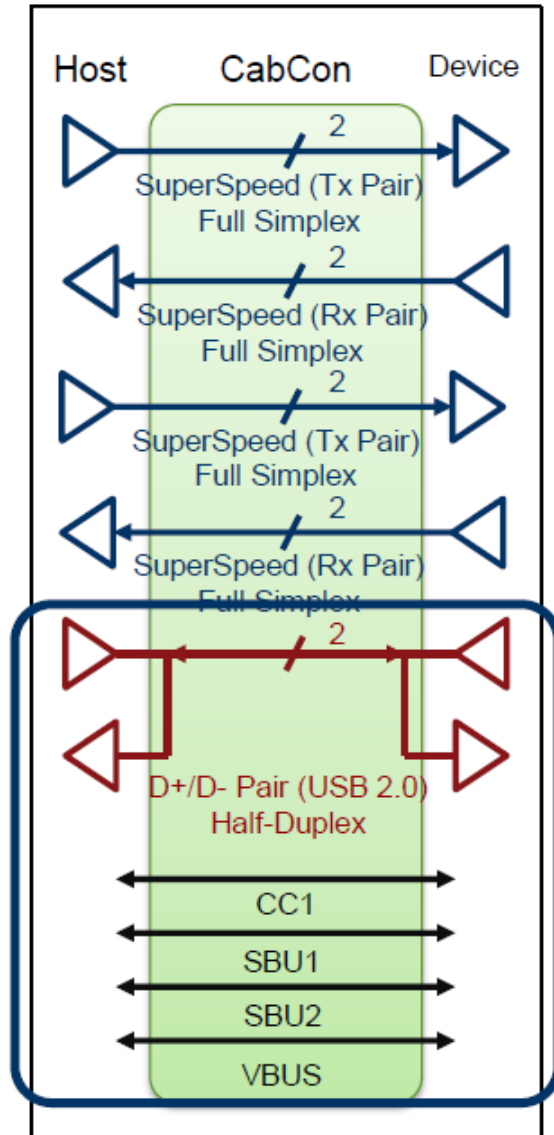 Host CabCon Device
2
SuperSpeed (Tx Pair)
Full Simplex
2
SuperSpeed (Rx Pair)
Full Simplex
2
SuperSpeed (Tx Pair)
Full Simplex
2
SuperSpeed (Rx Pair)
Full Simplex
2
D+/D- Pair (USB 2.0)
Half-Duplex
CC1
SBU1
SBU2
VBUS